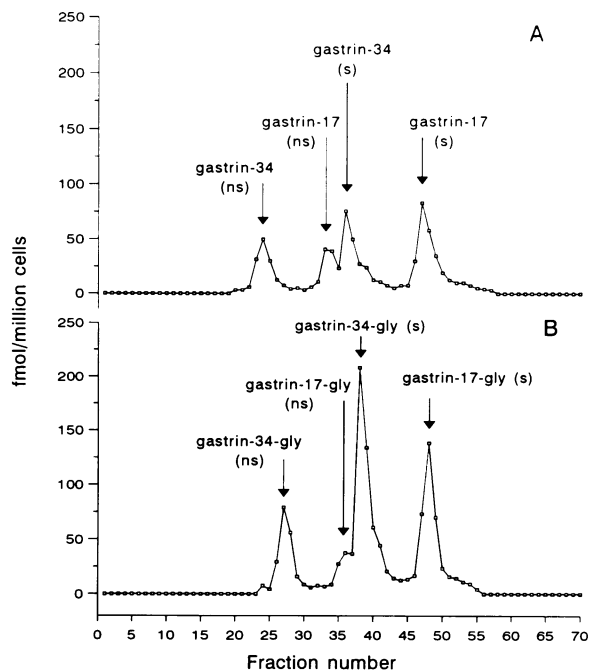 A
gastrin-34
(s)
gastrin-17
(ns)
gastrin-17
(s)
gastrin-34
(ns)
250
200
150
100
50
0
fmol/million cells
B
gastrin-34-gly (s)
gastrin-17-gly
(ns)
gastrin-17-gly (s)
gastrin-34-gly
(ns)
250
200
150
100
50
0
0 5 10 15 20 25 30 35 40 45 50 55 60 65 70
Fraction number